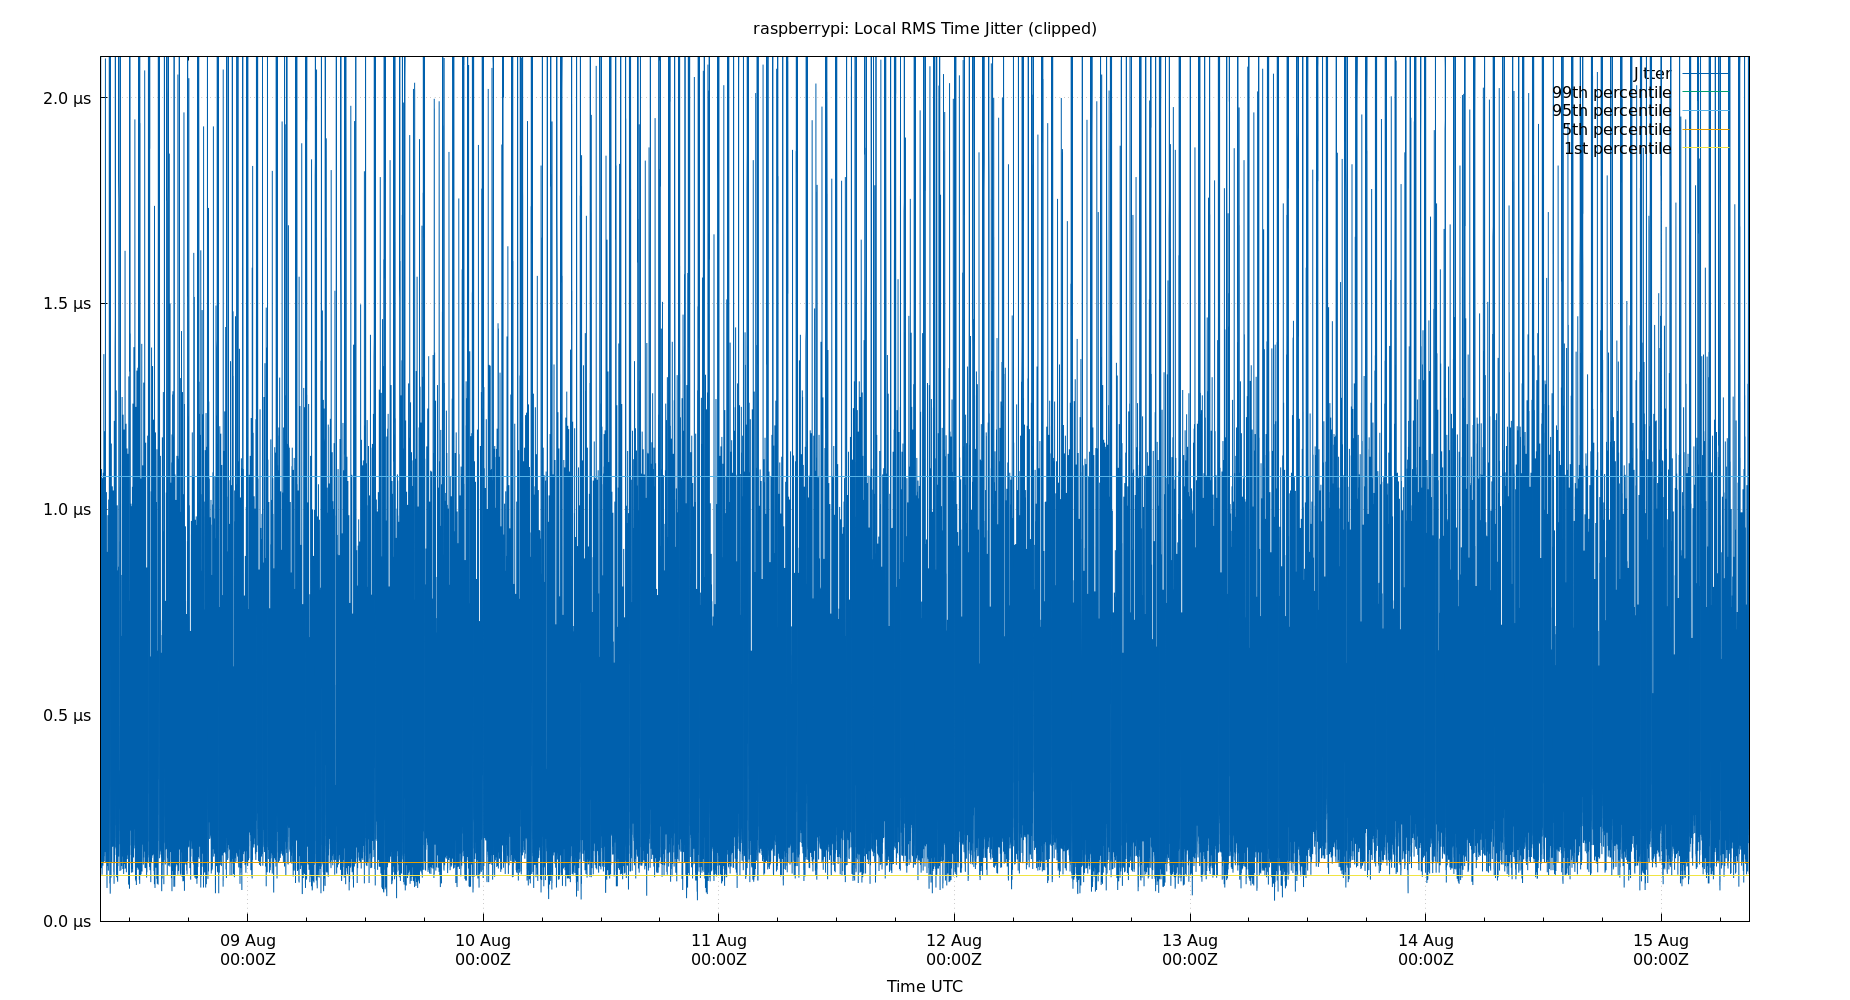 raspberrypi: Local RMS Time Jitter (clipped)
Jitter
99th percentile
95th percentile
5th percentile
1st percentile
2.0 µs
1.5 µs
1.0 µs
0.5 µs
0.0 µs
09 Aug
00:00Z
10 Aug
00:00Z
11 Aug
00:00Z
12 Aug
00:00Z
13 Aug
00:00Z
14 Aug
00:00Z
15 Aug
00:00Z
Time UTC